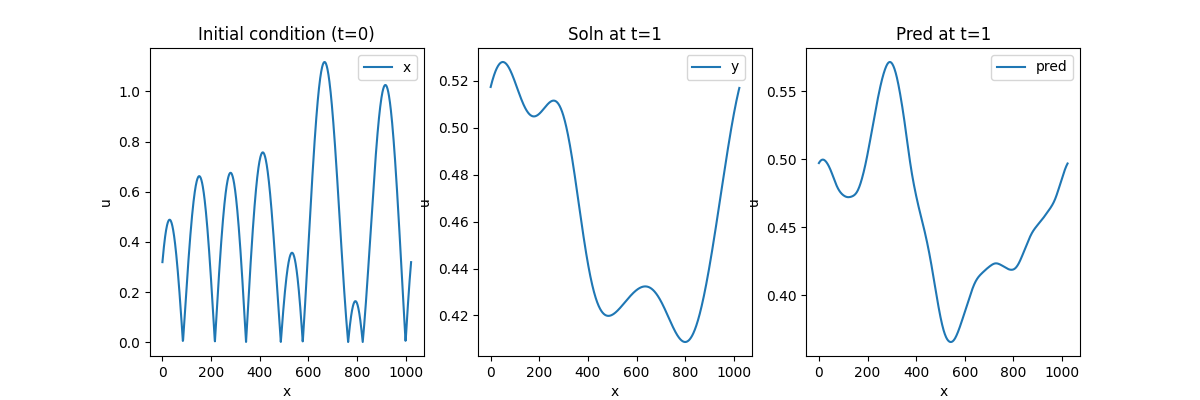 Initial condition (t=0)
x
1.0
0.8
0.6
0.4
0.2
0.0
u
0 200 400 600 800 1000
x
Soln at t=1
y
0.52
0.50
0.48
0.46
0.44
0.42
u
0 200 400 600 800 1000
x
Pred at t=1
pred
0.55
0.50
0.45
0.40
u
0 200 400 600 800 1000
x